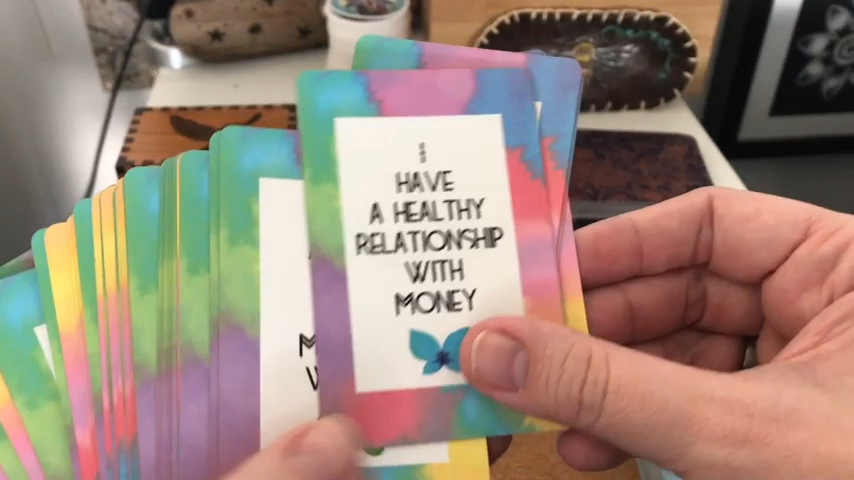 I
HAVE
A HEALTHY
RELATIONSHIP
WITH
MONEY